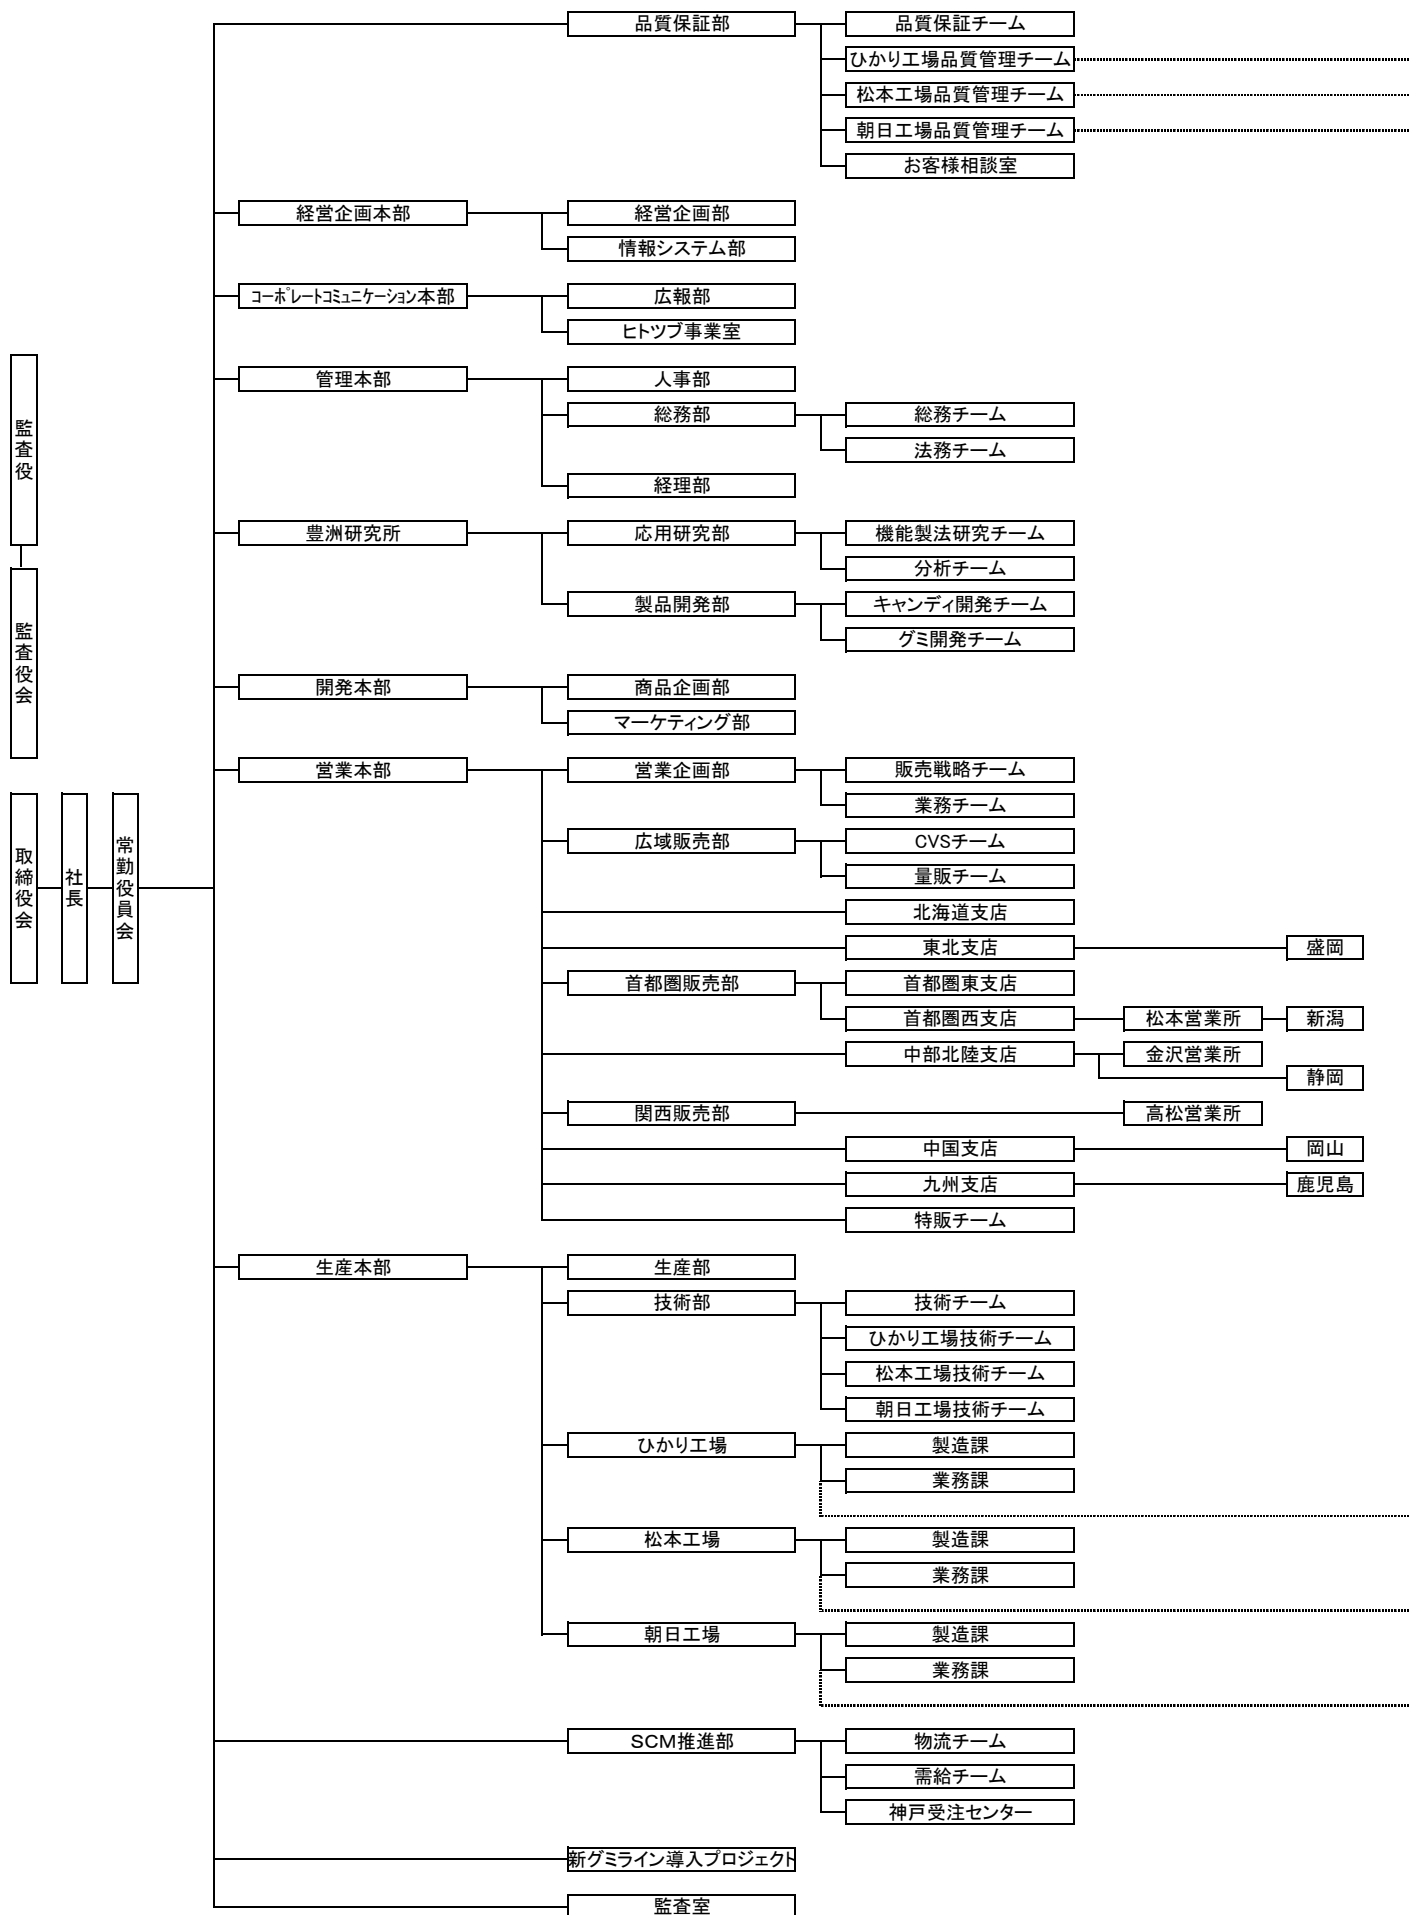 品質保証部
品質保証チーム
ひかり工場品質管理チーム
松本工場品質管理チーム
朝日工場品質管理チーム
お客様相談室
経営企画本部
経営企画部
情報システム部
ｺｰﾎﾟﾚｰﾄｺﾐｭﾆｹｰｼｮﾝ本部
広報部
ヒトツブ事業室
管理本部
人事部
総務部
総務チーム
法務チーム
経理部
監査役
監査役会
豊洲研究所
応用研究部
機能製法研究チーム
分析チーム
製品開発部
キャンディ開発チーム
グミ開発チーム
開発本部
商品企画部
マーケティング部
取締役会
社長
常勤役員会
営業本部
営業企画部
販売戦略チーム
業務チーム
広域販売部
CVSチーム
量販チーム
北海道支店
東北支店
盛岡
首都圏販売部
首都圏東支店
首都圏西支店
松本営業所
新潟
中部北陸支店
金沢営業所
静岡
関西販売部
高松営業所
中国支店
岡山
九州支店
鹿児島
特販チーム
生産本部
生産部
技術部
技術チーム
ひかり工場技術チーム
松本工場技術チーム
朝日工場技術チーム
ひかり工場
製造課
業務課
松本工場
製造課
業務課
朝日工場
製造課
業務課
SCM推進部
物流チーム
需給チーム
神戸受注センター
新グミライン導入プロジェクト
監査室